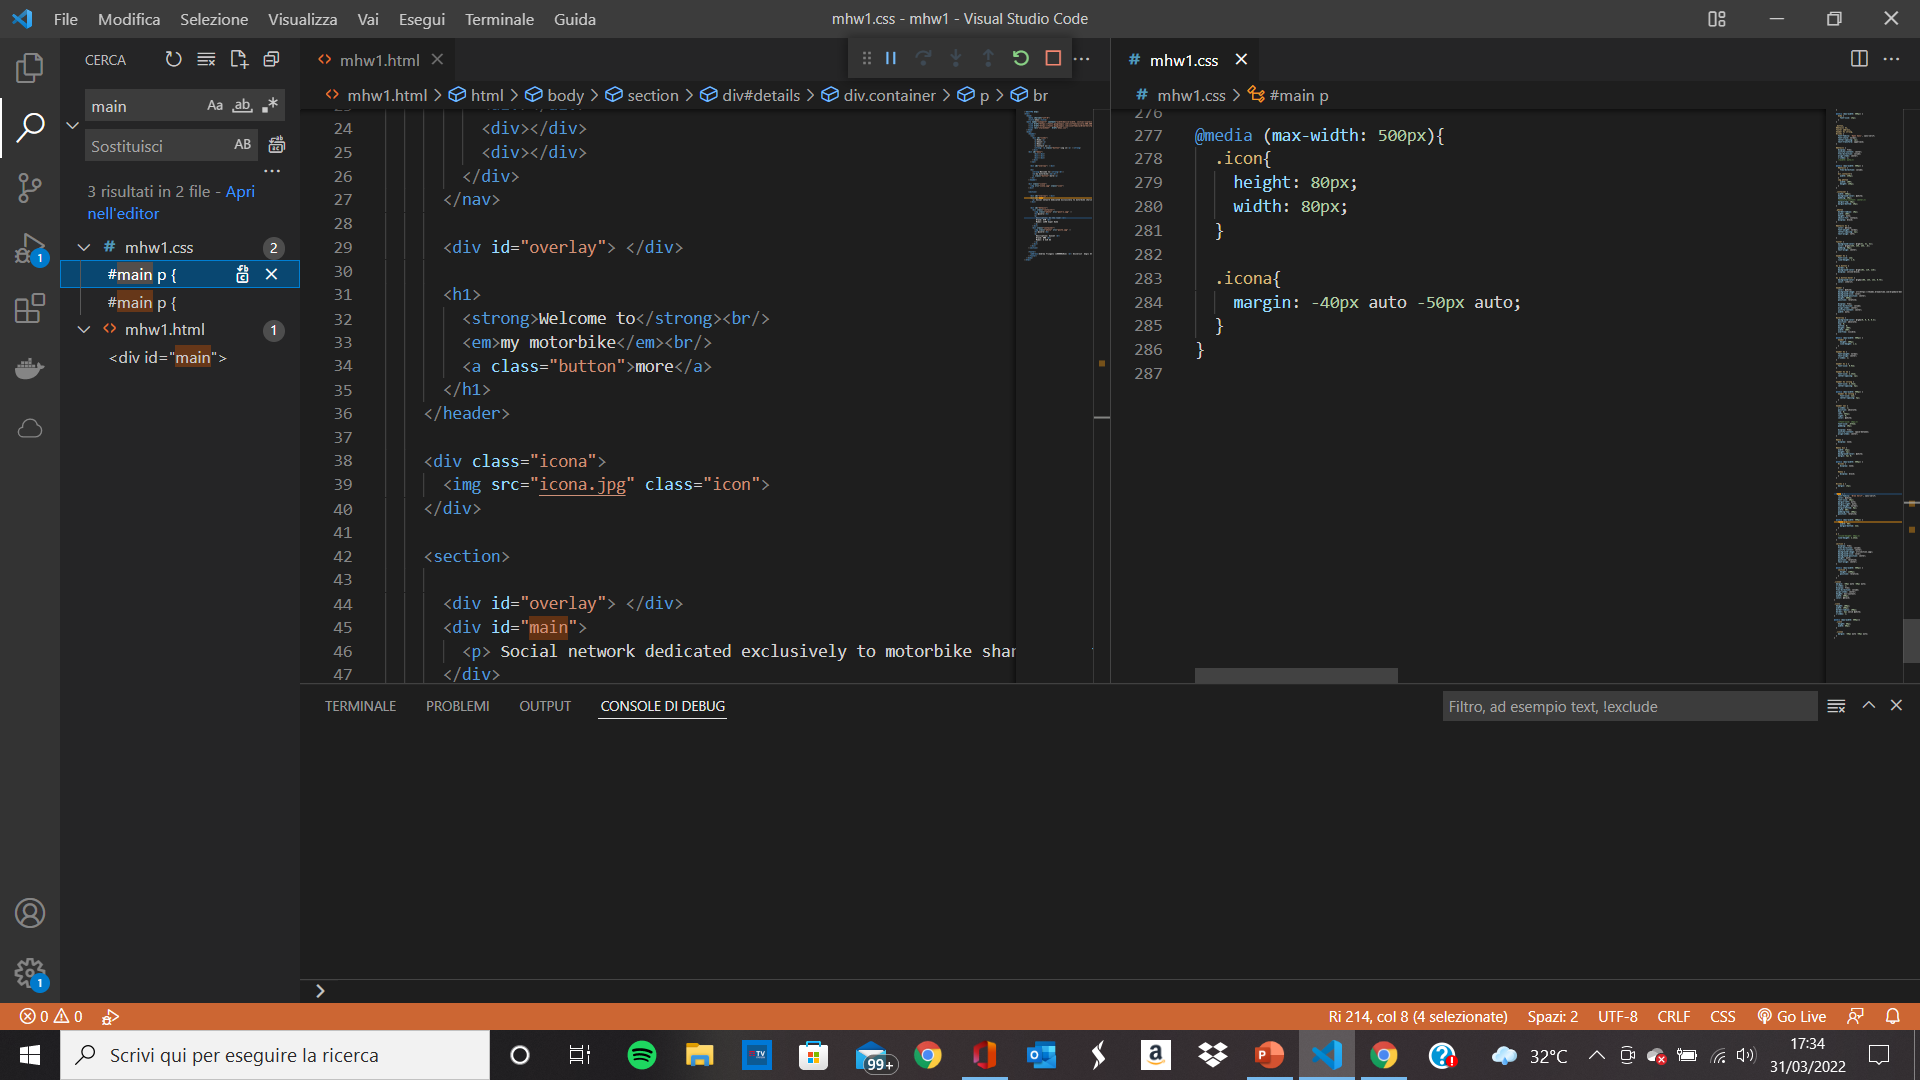 File Modifica Selezione Visualizza Vai Esegui Terminale Guida
mhw1.css - mhw1 - Visual Studio Code
CERCA
main
Aa ab .*
Sostituisci
AB
3 risultati in 2 file - Apri
nell'editor
mhw1.css
2
#main p {
#main p {
mhw1.html
1
<div id="main">
1
1
mhw1.html
mhw1.html > html > body > section > div#details > div.container > p > br
24 <div></div>
25 <div></div>
26 </div>
27 </nav>
28
29 <div id="overlay"> </div>
30
31 <h1>
32 <strong>Welcome to</strong><br/>
33 <em>my motorbike</em><br/>
34 <a class="button">more</a>
35 </h1>
36 </header>
37
38 <div class="icona">
39 <img src="icona.jpg" class="icon">
40 </div>
41
42 <section>
43
44 <div id="overlay"> </div>
45 <div id="main">
46 <p> Social network dedicated exclusively to motorbike shar
47 </div>
# mhw1.css
# mhw1.css > #main p
276
277 @media (max-width: 500px){
278 .icon{
279 height: 80px;
280 width: 80px;
281 }
282
283 .icona{
284 margin: -40px auto -50px auto;
285 }
286 }
287
TERMINALE PROBLEMI OUTPUT CONSOLE DI DEBUG
Filtro, ad esempio text, !exclude
0 0
Ri 214, col 8 (4 selezionate) Spazi: 2 UTF-8 CRLF CSS Go Live
Scrivi qui per eseguire la ricerca
99+
32°C
17:34
31/03/2022